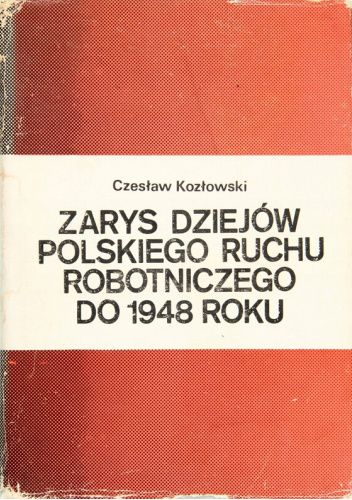 Czesław Kozłowski
ZARYS DZIEJÓW
POLSKIEGO RUCHU
ROBOTNICZEGO
DO 1948 ROKU